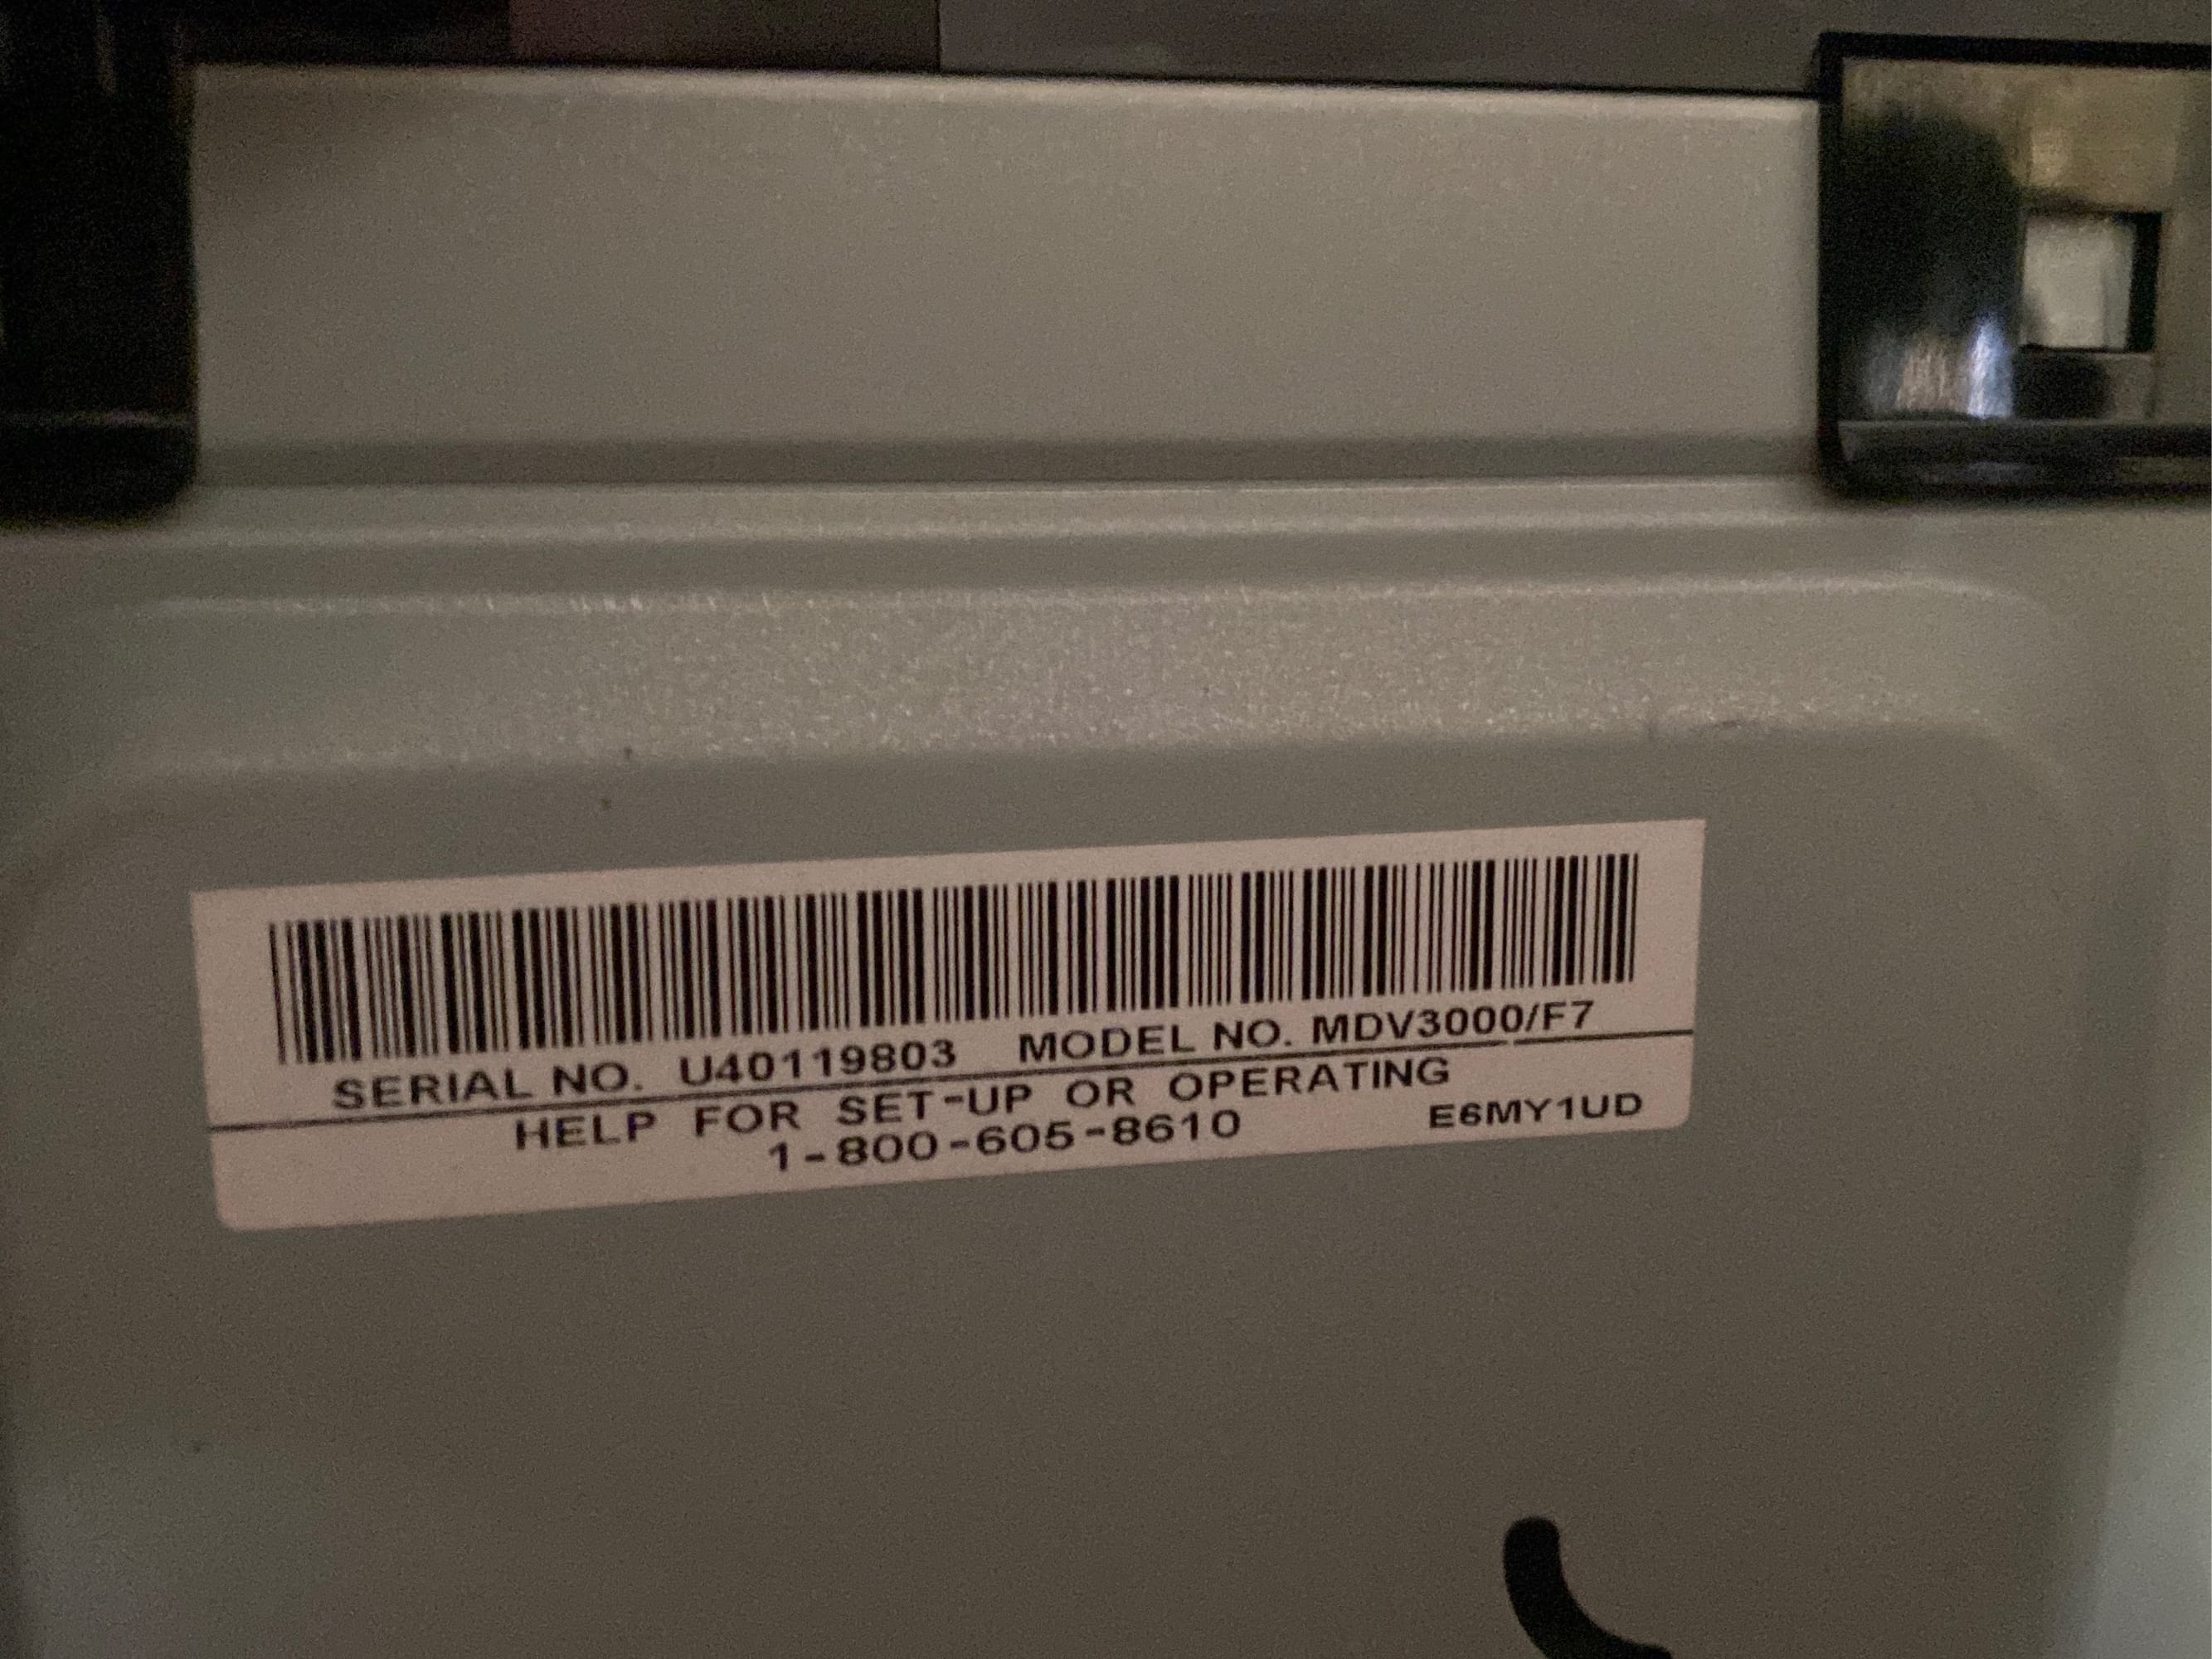 SERIAL NO. U40119803 MODEL NO. MDV3000/F7
HELP FOR SET-UP OR OPERATING
1-800-605-8610 E6MY1UD